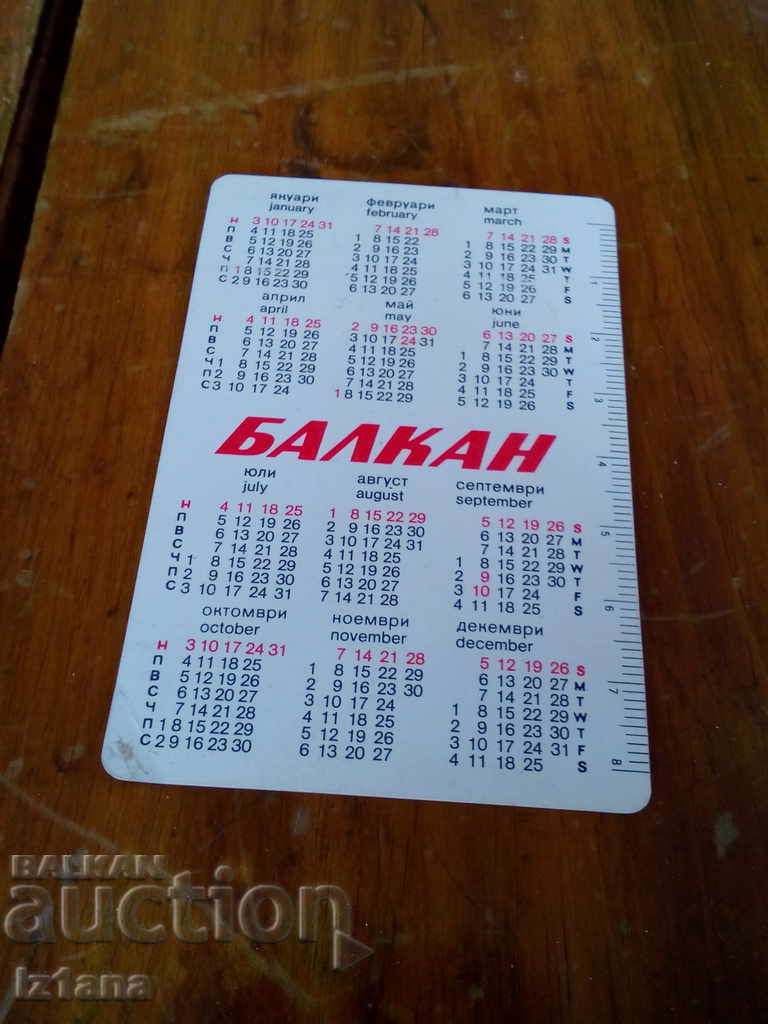 януари февруари март
january february march
Н 3 10 17 24 31 7 14 21 28 7 14 21 28 S
П 4 11 18 25 1 8 15 22 1 8 15 22 29 M
В 5 12 19 26 2 9 16 23 2 9 16 23 30 T
С 6 13 20 27 3 10 17 24 3 10 17 24 31 W
Ч 7 14 21 28 4 11 18 25 4 11 18 25 T
П 1 8 15 22 29 5 12 19 26 5 12 19 26 F
С 2 9 16 23 30 6 13 20 27 6 13 20 27 S
април май юни
april may june
Н 4 11 18 25 2 9 16 23 30 6 13 20 27 S
П 5 12 19 26 3 10 17 24 31 7 14 21 28 M
В 6 13 20 27 4 11 18 25 1 8 15 22 29 T
С 7 14 21 28 5 12 19 26 2 9 16 23 30 W
Ч 1 8 15 22 29 6 13 20 27 3 10 17 24 T
П 2 9 16 23 30 7 14 21 28 4 11 18 25 F
С 3 10 17 24 1 8 15 22 29 5 12 19 26 S
БАЛКАН
юли август септември
july august september
Н 4 11 18 25 1 8 15 22 29 5 12 19 26 S
П 5 12 19 26 2 9 16 23 30 6 13 20 27 M
В 6 13 20 27 3 10 17 24 31 7 14 21 28 T
С 7 14 21 28 4 11 18 25 1 8 15 22 29 W
Ч 1 8 15 22 29 5 12 19 26 2 9 16 23 30 T
П 2 9 16 23 30 6 13 20 27 3 10 17 24 F
С 3 10 17 24 7 14 21 28 4 11 18 25 S
октомври ноември декември
october november december
Н 3 10 17 24 31 7 14 21 28 5 12 19 26 S
П 4 11 18 25 1 8 15 22 29 6 13 20 27 M
В 5 12 19 26 2 9 16 23 30 7 14 21 28 T
С 6 13 20 27 3 10 17 24 1 8 15 22 29 W
Ч 7 14 21 28 4 11 18 25 2 9 16 23 30 T
П 1 8 15 22 29 5 12 19 26 3 10 17 24 31 F
С 2 9 16 23 30 6 13 20 27 4 11 18 25 S
1
2
3
4
5
6
7
8
BALKAN
auction
iz1ana